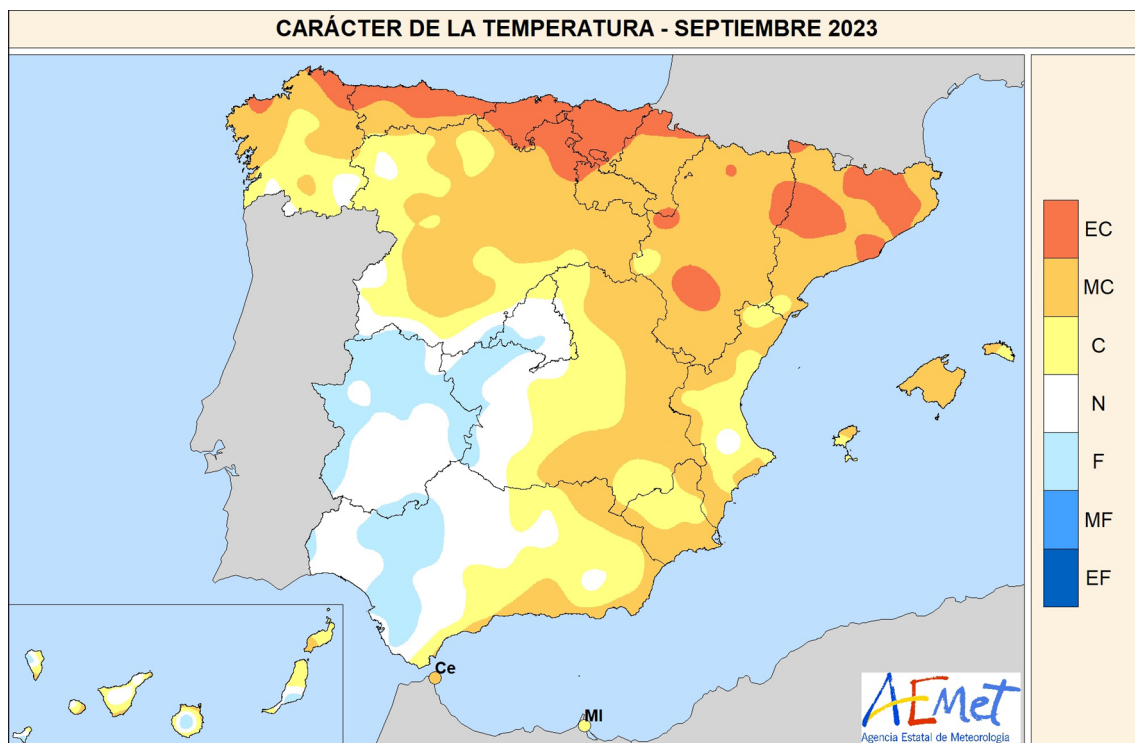 CARÁCTER DE LA TEMPERATURA - SEPTIEMBRE 2023
EC
MC
C
N
F
MF
EF
Ce
Ml
AEMet
Agencia Estatal de Meteorología